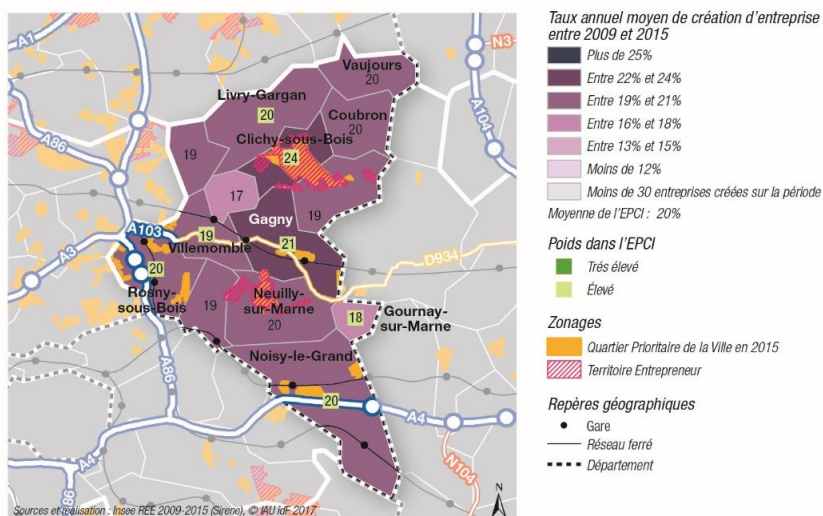 A1
N3
Vaujours
20
Livry-Gargan
20
Coubron
20
A104
A86
Clichy-sous-Bois
24
19
17
Gagny
19
A103
19
Villemomble
21
D934
A3
20
Rosny-
sous-Bois
19
Neuilly-
sur-Marne
20
18
Gournay-
sur-Marne
Noisy-le-Grand
A86
20
A4
A4
N104
A86
N
Sources et réalisation : Insee REE 2009-2015 (Sirene), © IAU îdF 2017
Taux annuel moyen de création d'entreprise
entre 2009 et 2015
Plus de 25%
Entre 22% et 24%
Entre 19% et 21%
Entre 16% et 18%
Entre 13% et 15%
Moins de 12%
Moins de 30 entreprises créées sur la période
Moyenne de l'EPCI : 20%
Poids dans l'EPCI
Trés élevé
Élevé
Zonages
Quartier Prioritaire de la Ville en 2015
Territoire Entrepreneur
Repères géographiques
Gare
Réseau ferré
Département